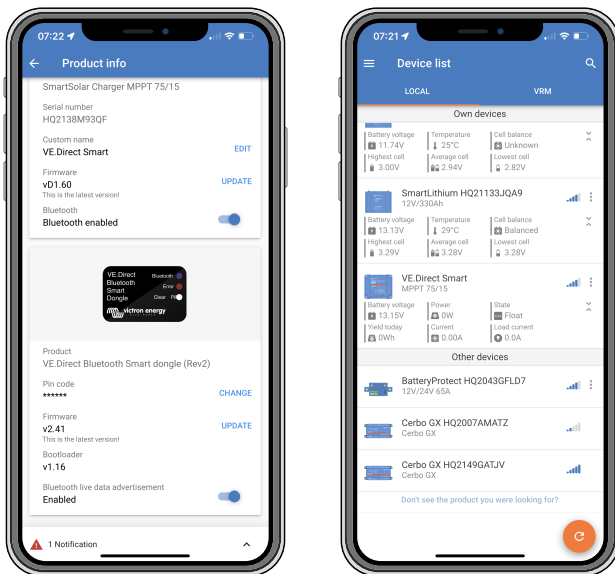 07:22
Product info
SmartSolar Charger MPPT 75/15
Serial number
HQ2138M93QF
Custom name
VE.Direct Smart
EDIT
Firmware
vD1.60
UPDATE
This is the latest version!
Bluetooth
Bluetooth enabled
VE.Direct
Bluetooth
Smart
Dongle
Bluetooth
Error
Clear PIN
victron energy
Product
VE.Direct Bluetooth Smart dongle (Rev2)
Pin code
******
CHANGE
Firmware
v2.41
UPDATE
This is the latest version!
Bootloader
v1.16
Bluetooth live data advertisement
Enabled
1 Notification
07:21
Device list
LOCAL
VRM
Own devices
Battery voltage Temperature Cell balance
11.74V 25°C Unknown
Highest cell Average cell Lowest cell
3.00V 2.94V 2.82V
SmartLithium HQ21133JQA9
12V/330Ah
Battery voltage Temperature Cell balance
13.13V 29°C Balanced
Highest cell Average cell Lowest cell
3.29V 3.28V 3.28V
VE.Direct Smart
MPPT 75/15
Battery voltage Power State
13.15V 0W Float
Yield today Current Load current
0Wh 0.00A 0.0A
Other devices
BatteryProtect HQ2043GFLD7
12V/24V 65A
Cerbo GX HQ2007AMATZ
Cerbo GX
Cerbo GX HQ2149GATJV
Cerbo GX
Don't see the product you were looking for?